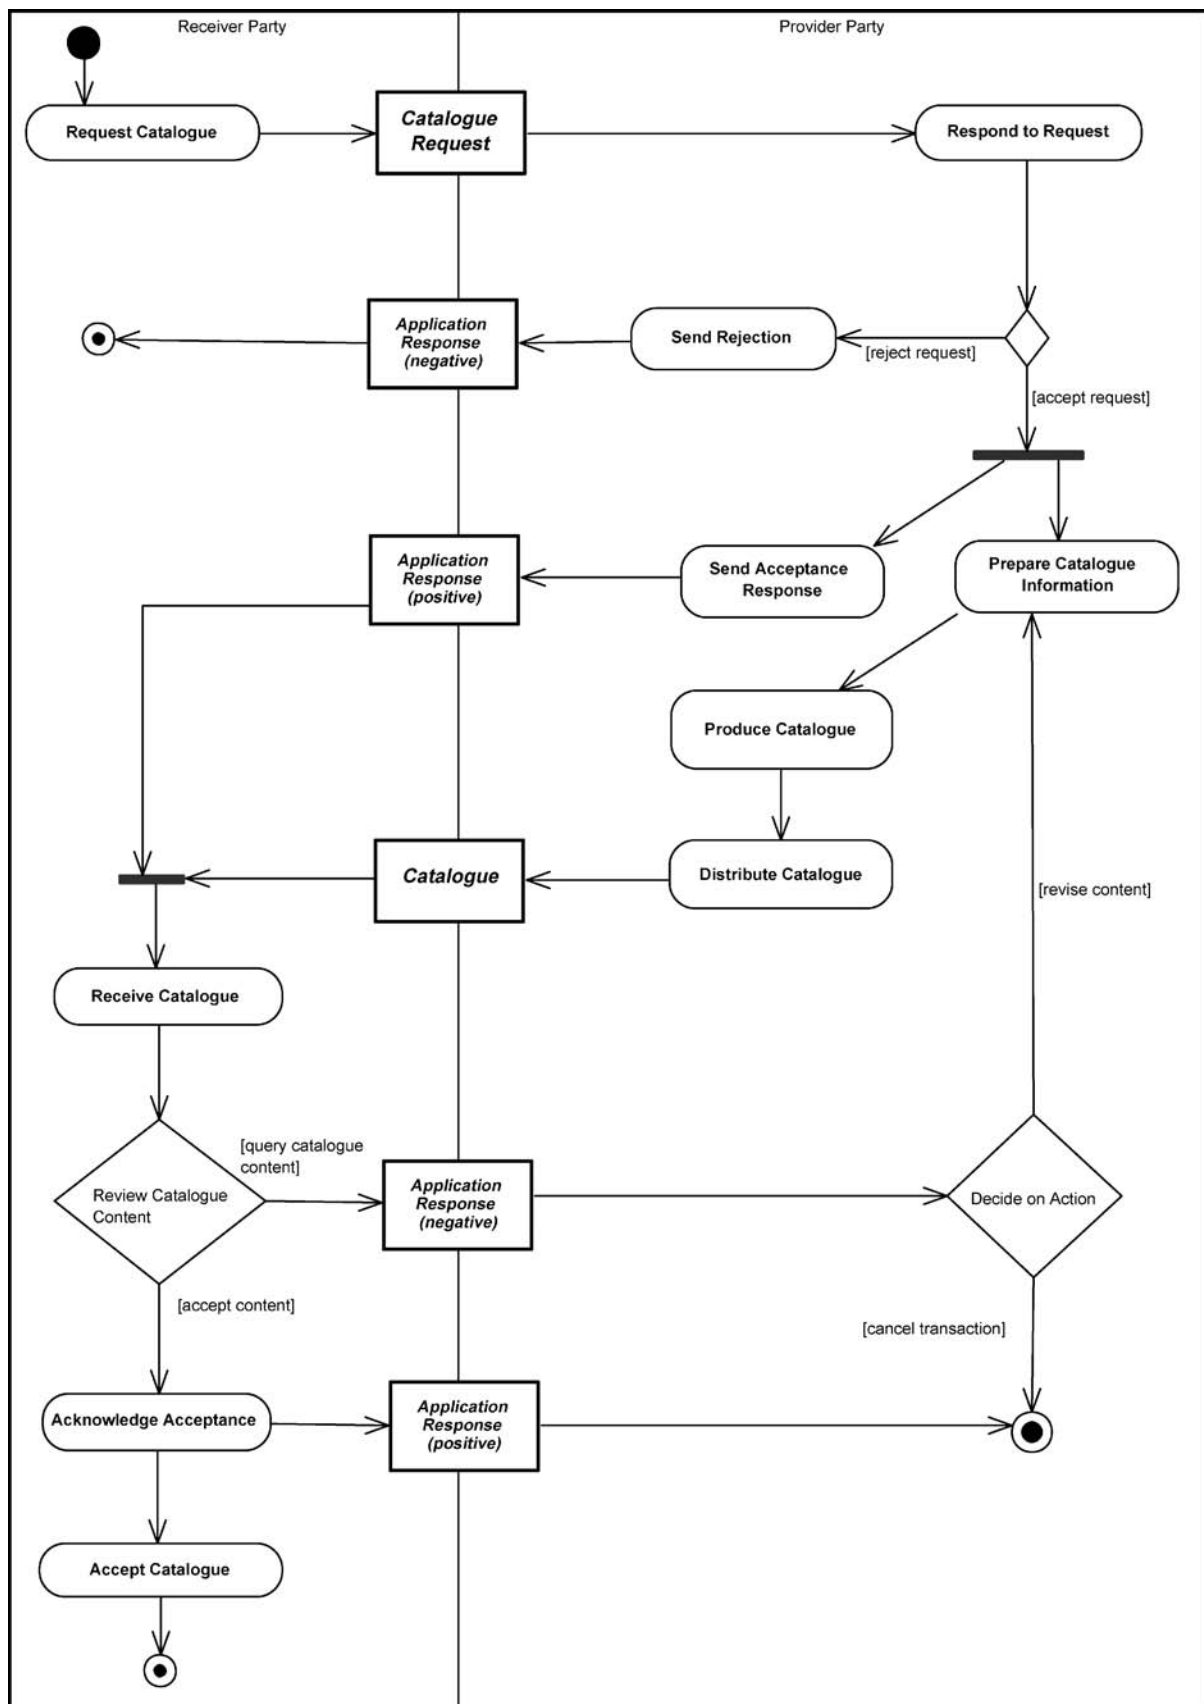 Receiver Party
Provider Party
Request Catalogue
Catalogue
Request
Respond to Request
Application
Response
(negative)
Send Rejection
[reject request]
[accept request]
Application
Response
(positive)
Send Acceptance
Response
Prepare Catalogue
Information
Produce Catalogue
Catalogue
Distribute Catalogue
[revise content]
Receive Catalogue
[query catalogue
content]
Review Catalogue
Content
Application
Response
(negative)
Decide on Action
[accept content]
[cancel transaction]
Acknowledge Acceptance
Application
Response
(positive)
Accept Catalogue